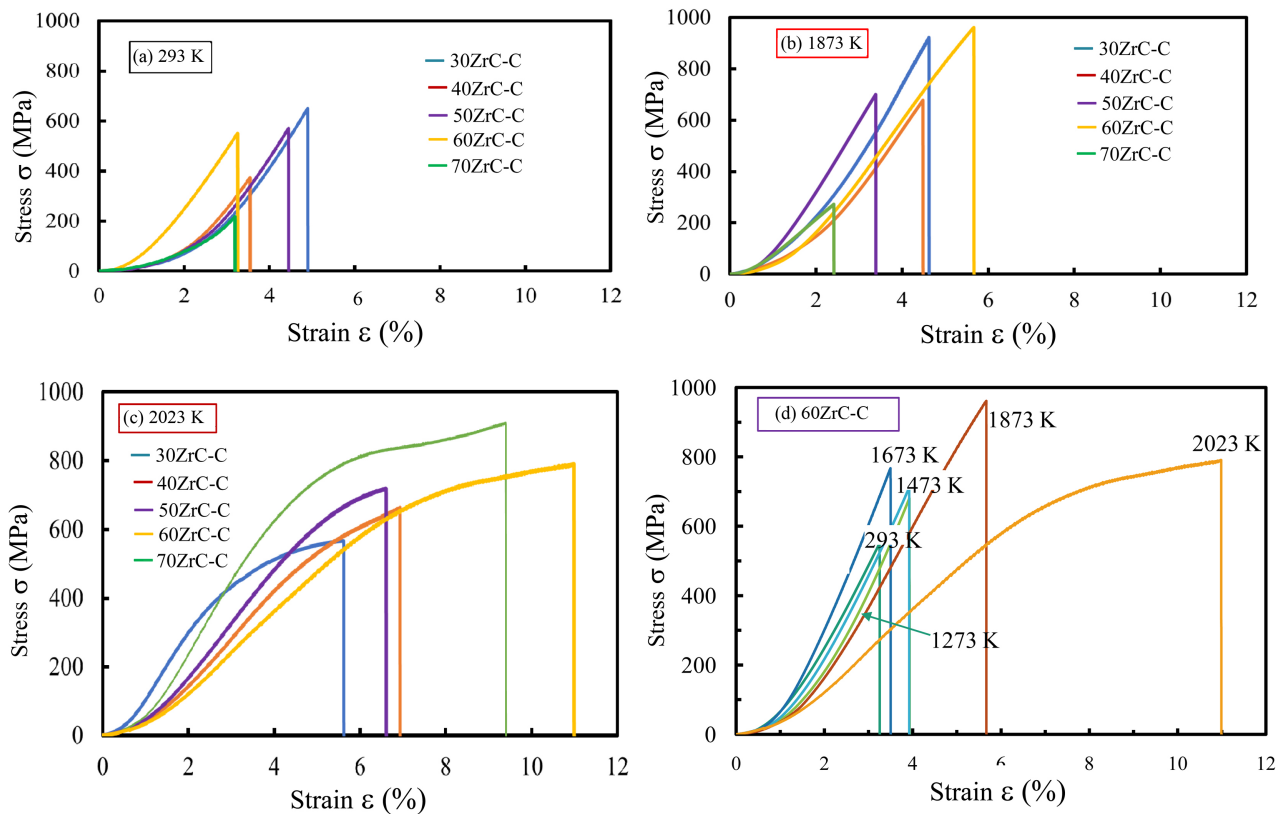 1000
800
600
400
200
0
Stress σ (MPa)
(a) 293 K
30ZrC-C
40ZrC-C
50ZrC-C
60ZrC-C
70ZrC-C
0 2 4 6 8 10 12
Strain ε (%)
1000
800
600
400
200
0
Stress σ (MPa)
(b) 1873 K
30ZrC-C
40ZrC-C
50ZrC-C
60ZrC-C
70ZrC-C
0 2 4 6 8 10 12
Strain ε (%)
1000
800
600
400
200
0
Stress σ (MPa)
(c) 2023 K
30ZrC-C
40ZrC-C
50ZrC-C
60ZrC-C
70ZrC-C
0 2 4 6 8 10 12
Strain ε (%)
1000
800
600
400
200
0
Stress σ (MPa)
(d) 60ZrC-C
1873 K
2023 K
1673 K
1473 K
293 K
1273 K
0 2 4 6 8 10 12
Strain ε (%)